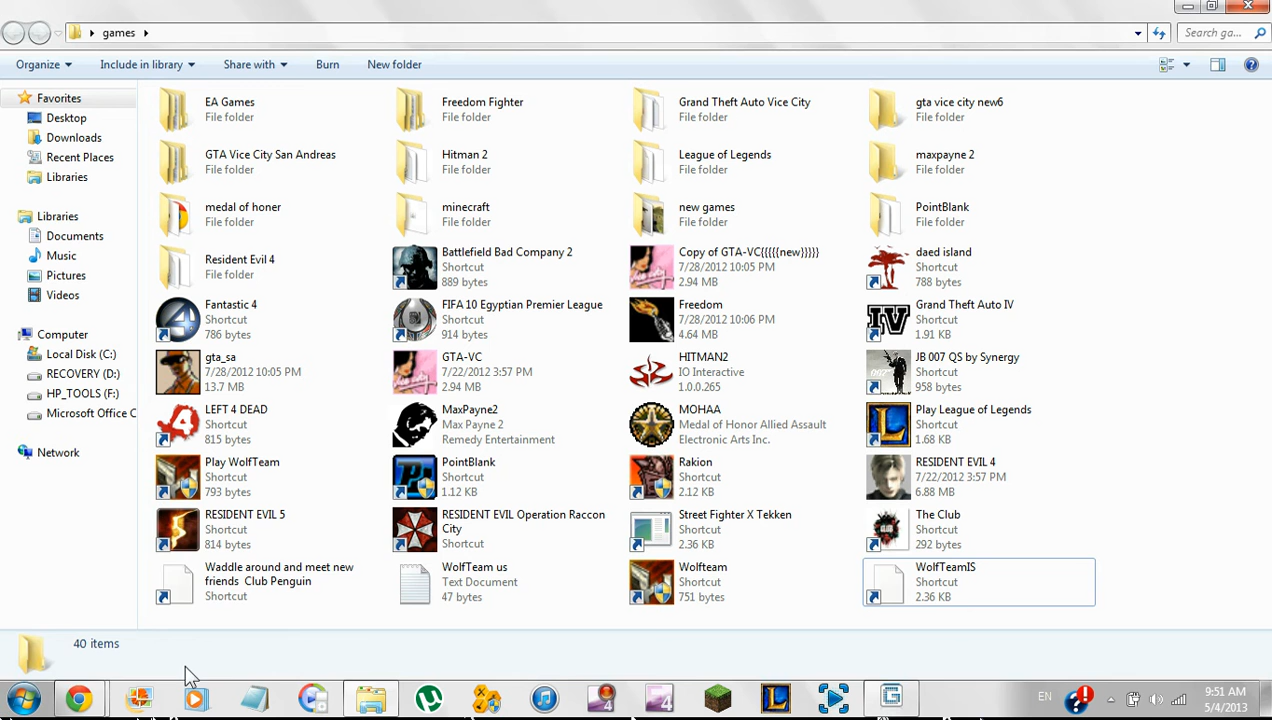 games
Search ga...
Organize
Include in library
Share with
Burn
New folder
Favorites
Desktop
Downloads
Recent Places
Libraries
Libraries
Documents
Music
Pictures
Videos
Computer
Local Disk (C:)
RECOVERY (D:)
HP_TOOLS (F:)
Microsoft Office C
Network
EA Games
File folder
Freedom Fighter
File folder
Grand Theft Auto Vice City
File folder
gta vice city new6
File folder
GTA Vice City San Andreas
File folder
Hitman 2
File folder
League of Legends
File folder
maxpayne 2
File folder
medal of honer
File folder
minecraft
File folder
new games
File folder
PointBlank
File folder
Resident Evil 4
File folder
Battlefield Bad Company 2
Shortcut
889 bytes
Copy of GTA-VC{{{{{new}}}}}
7/28/2012 10:05 PM
2.94 MB
daed island
Shortcut
788 bytes
Fantastic 4
Shortcut
786 bytes
FIFA 10 Egyptian Premier League
Shortcut
914 bytes
Freedom
7/28/2012 10:06 PM
4.64 MB
IV
Grand Theft Auto IV
Shortcut
1.91 KB
gta_sa
7/28/2012 10:05 PM
13.7 MB
GTA-VC
7/22/2012 3:57 PM
2.94 MB
HITMAN2
IO Interactive
1.0.0.265
JB 007 QS by Synergy
Shortcut
958 bytes
LEFT 4 DEAD
Shortcut
815 bytes
MaxPayne2
Max Payne 2
Remedy Entertainment
MOHAA
Medal of Honor Allied Assault
Electronic Arts Inc.
Play League of Legends
Shortcut
1.68 KB
Play WolfTeam
Shortcut
793 bytes
PointBlank
Shortcut
1.12 KB
Rakion
Shortcut
2.12 KB
RESIDENT EVIL 4
7/22/2012 3:57 PM
6.88 MB
RESIDENT EVIL 5
Shortcut
814 bytes
RESIDENT EVIL Operation Raccon
City
Shortcut
Street Fighter X Tekken
Shortcut
2.36 KB
The Club
Shortcut
292 bytes
Waddle around and meet new
friends  Club Penguin
Shortcut
WolfTeam us
Text Document
47 bytes
Wolfteam
Shortcut
751 bytes
WolfTeamIS
Shortcut
2.36 KB
40 items
EN
9:51 AM
5/4/2013